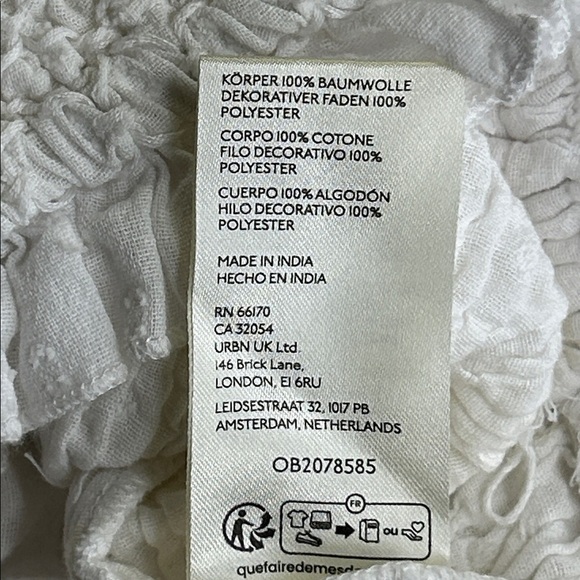 KÖRPER 100% BAUMWOLLE
DEKORATIVER FADEN 100%
POLYESTER
CORPO 100% COTONE
FILO DECORATIVO 100%
POLYESTER
CUERPO 100% ALGODÓN
HILO DECORATIVO 100%
POLYESTER
MADE IN INDIA
HECHO EN INDIA
RN 66170
CA 32054
URBN UK Ltd.
146 Brick Lane,
LONDON, E1 6RU
LEIDSESTRAAT 32, 1017 PB
AMSTERDAM, NETHERLANDS
OB2078585
FR
OU